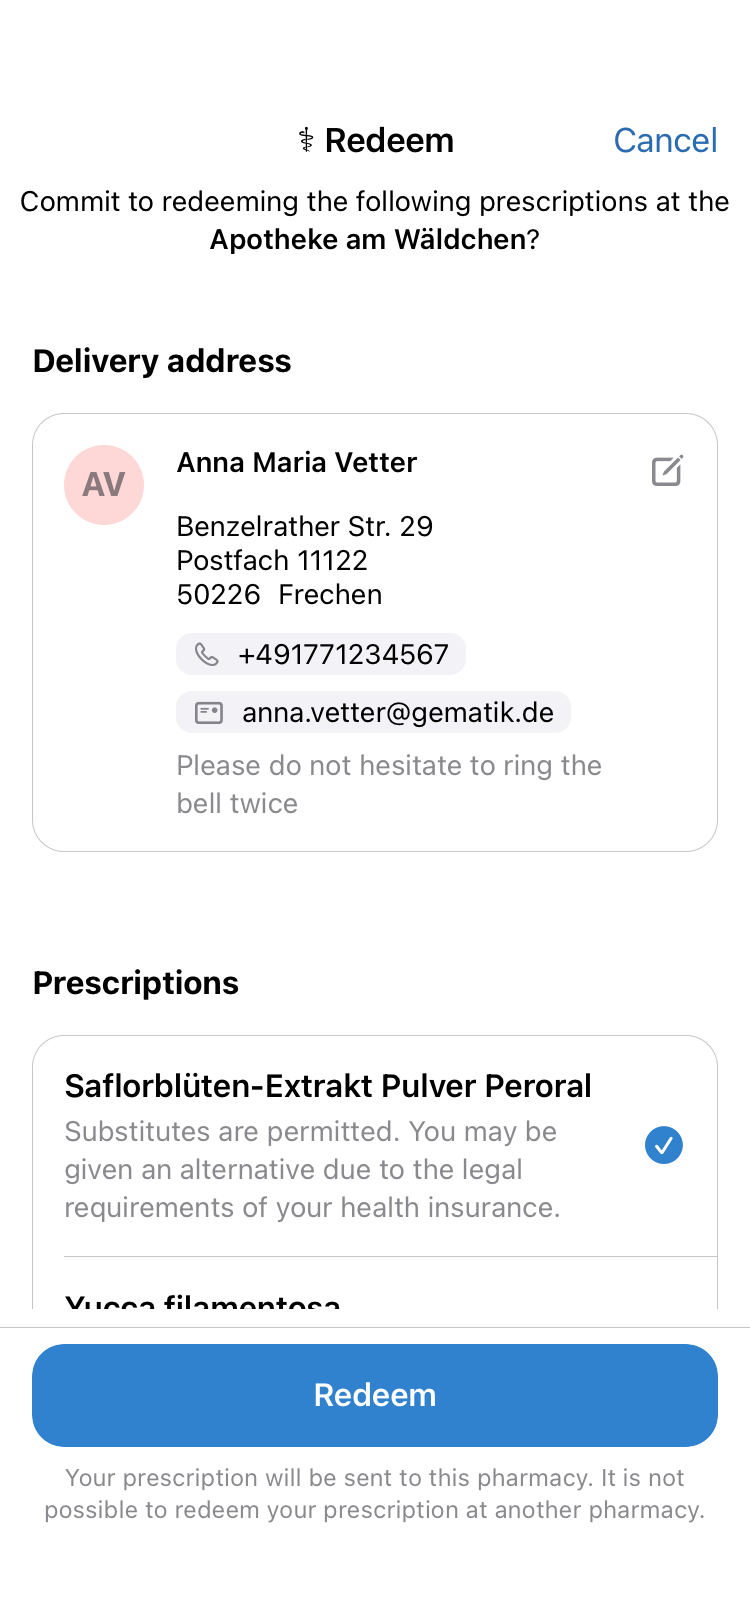 ⚕ Redeem
Cancel
Commit to redeeming the following prescriptions at the
Apotheke am Wäldchen?
Delivery address
AV
Anna Maria Vetter
Benzelrather Str. 29
Postfach 11122
50226 Frechen
+491771234567
anna.vetter@gematik.de
Please do not hesitate to ring the
bell twice
Prescriptions
Saflorblüten-Extrakt Pulver Peroral
Substitutes are permitted. You may be
given an alternative due to the legal
requirements of your health insurance.
Yucca filamentosa
Redeem
Your prescription will be sent to this pharmacy. It is not
possible to redeem your prescription at another pharmacy.